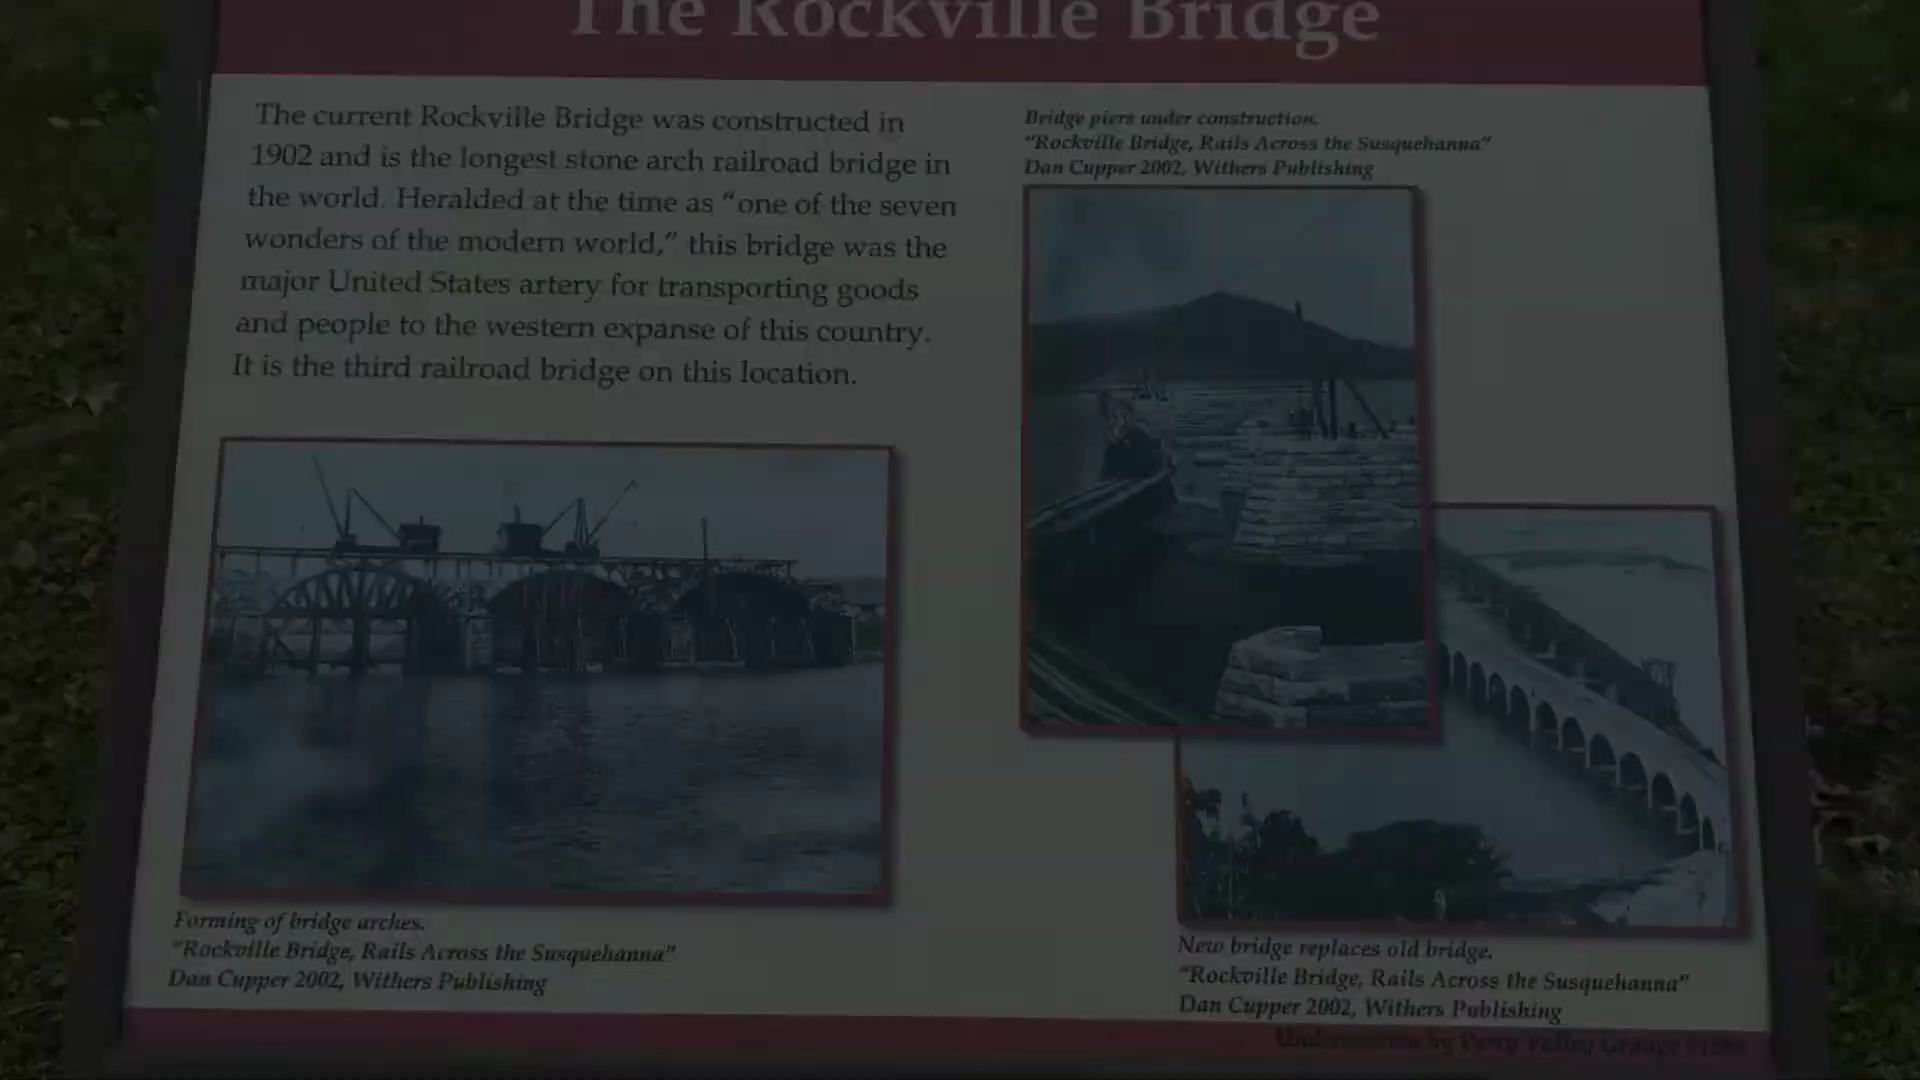 The Rockville Bridge
The current Rockville Bridge was constructed in
1902 and is the longest stone arch railroad bridge in
the world. Heralded at the time as “one of the seven
wonders of the modern world,” this bridge was the
major United States artery for transporting goods
and people to the western expanse of this country.
It is the third railroad bridge on this location.
Bridge piers under construction.
“Rockville Bridge, Rails Across the Susquehanna”
Dan Cupper 2002, Withers Publishing
Forming of bridge arches.
“Rockville Bridge, Rails Across the Susquehanna”
Dan Cupper 2002, Withers Publishing
New bridge replaces old bridge.
“Rockville Bridge, Rails Across the Susquehanna”
Dan Cupper 2002, Withers Publishing
Underwritten by Perry Valley Grange